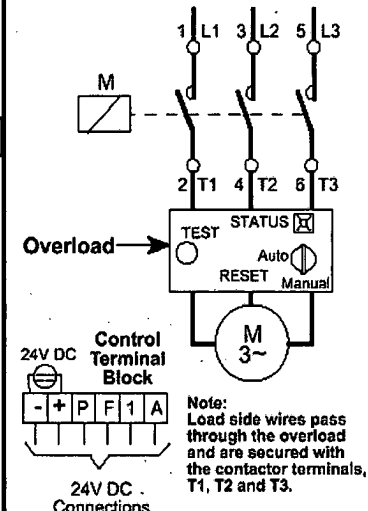 1 L1 3 L2 5 L3
M
2 T1 4 T2 6 T3
Overload
TEST
STATUS
Auto
RESET
Manual
M
3~
Control
Terminal
Block
24V DC
- + P F 1 A
24V DC
Connections
Note:
Load side wires pass
through the overload
and are secured with
the contactor terminals,
T1, T2 and T3.